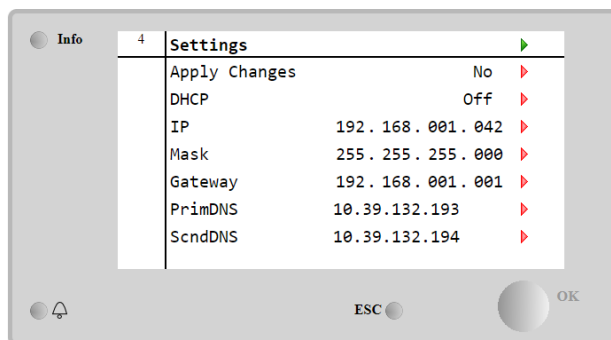 Info
4 Settings
Apply Changes No
DHCP Off
IP 192.168.001.042
Mask 255.255.255.000
Gateway 192.168.001.001
PrimDNS 10.39.132.193
ScndDNS 10.39.132.194
ESC OK